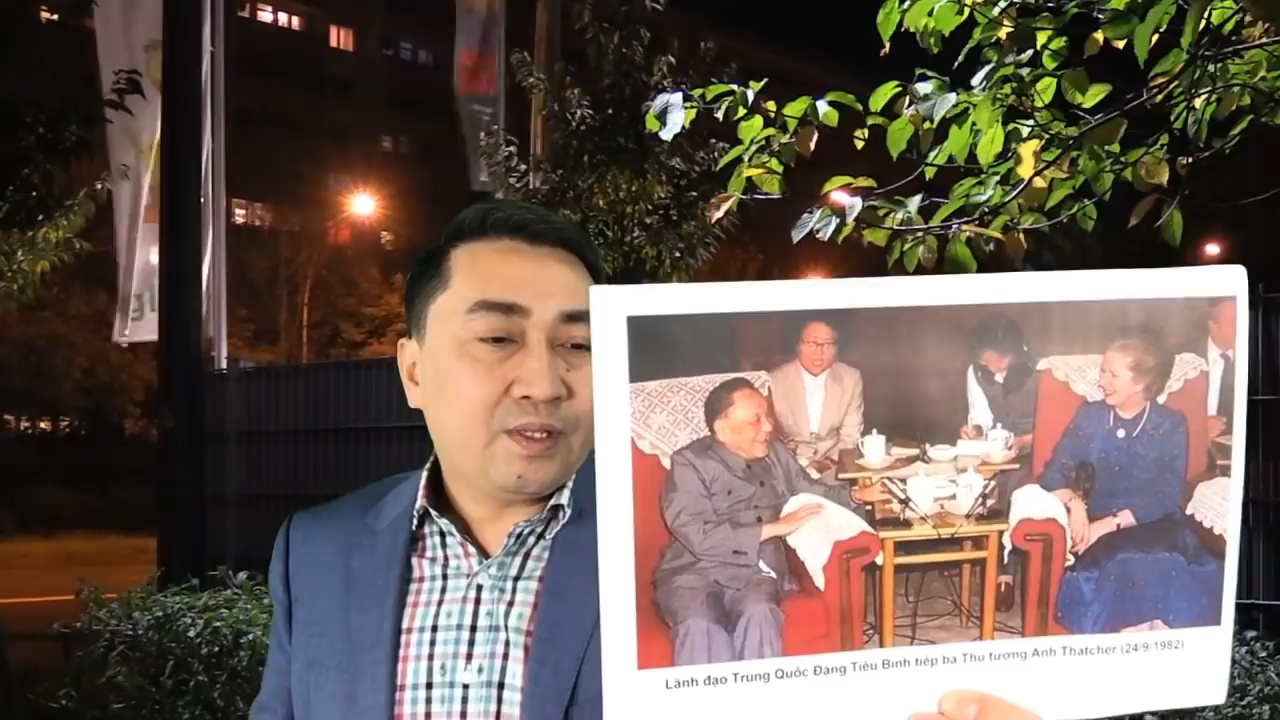 Lãnh đạo Trung Quốc Đặng Tiểu Bình tiếp bà Thủ tướng Anh Thatcher (24/9/1982)